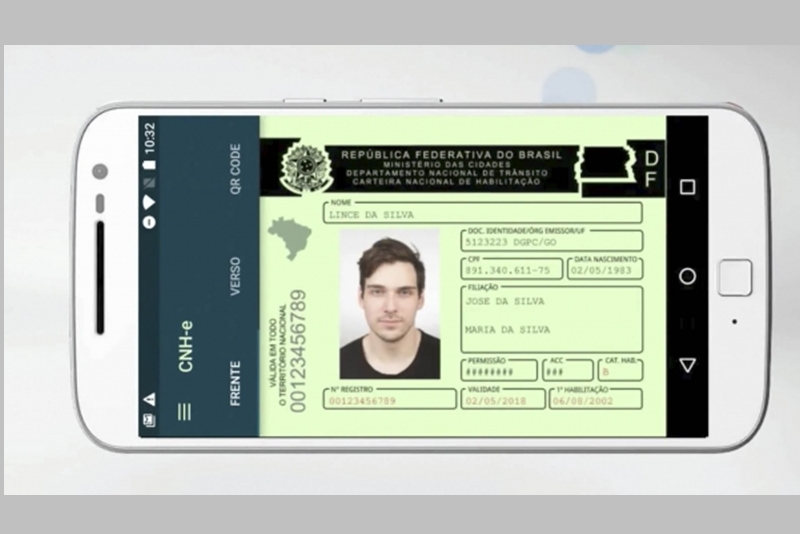 10:32
CNH-e
FRENTE
VERSO
QR CODE
REPÚBLICA FEDERATIVA DO BRASIL
MINISTÉRIO DAS CIDADES
DEPARTAMENTO NACIONAL DE TRÂNSITO
CARTEIRA NACIONAL DE HABILITAÇÃO
DF
NOME
LINCE DA SILVA
DOC. IDENTIDADE/ÓRG EMISSOR/UF
5123223 DGPC/GO
CPF
891.340.611-75
DATA NASCIMENTO
02/05/1983
FILIAÇÃO
JOSE DA SILVA
MARIA DA SILVA
PERMISSÃO
########
ACC
###
CAT. HAB.
B
Nº REGISTRO
00123456789
VALIDADE
02/05/2018
1ª HABILITAÇÃO
06/08/2002
VÁLIDA EM TODO
O TERRITÓRIO NACIONAL
00123456789